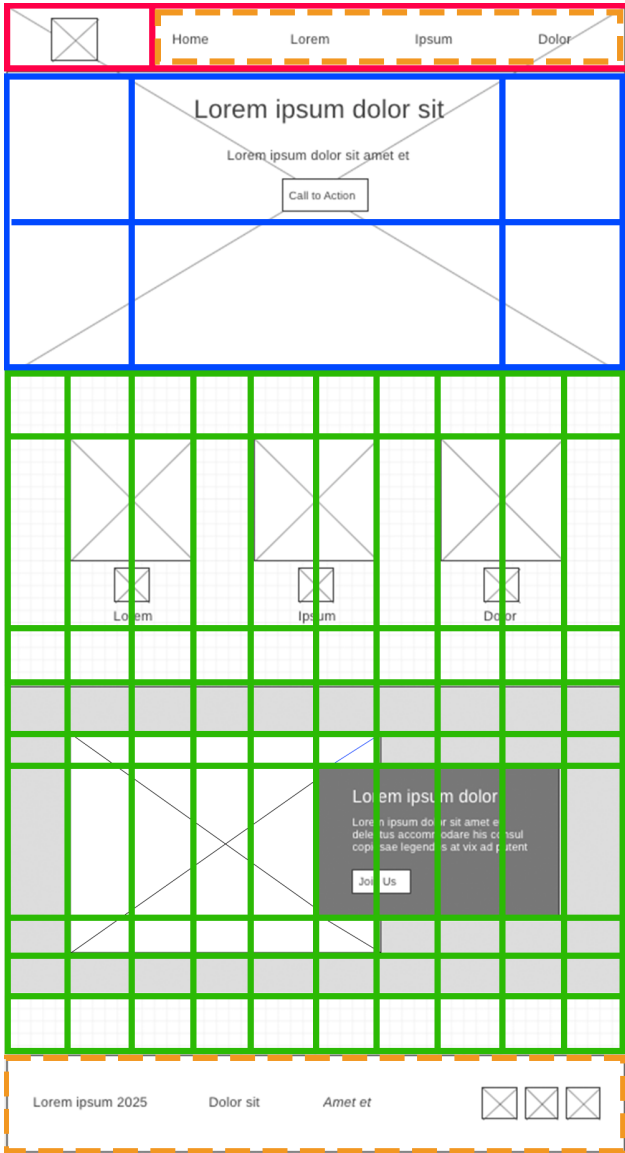 Home Lorem Ipsum Dolor
Lorem ipsum dolor sit
Lorem ipsum dolor sit amet et
Call to Action
Lorem Ipsum Dolor
Lorem ipsum dolor
Lorem ipsum dolor sit amet et
delectus accommodare his consul
copiosae legendos at vix ad putent
Join Us
Lorem ipsum 2025 Dolor sit Amet et